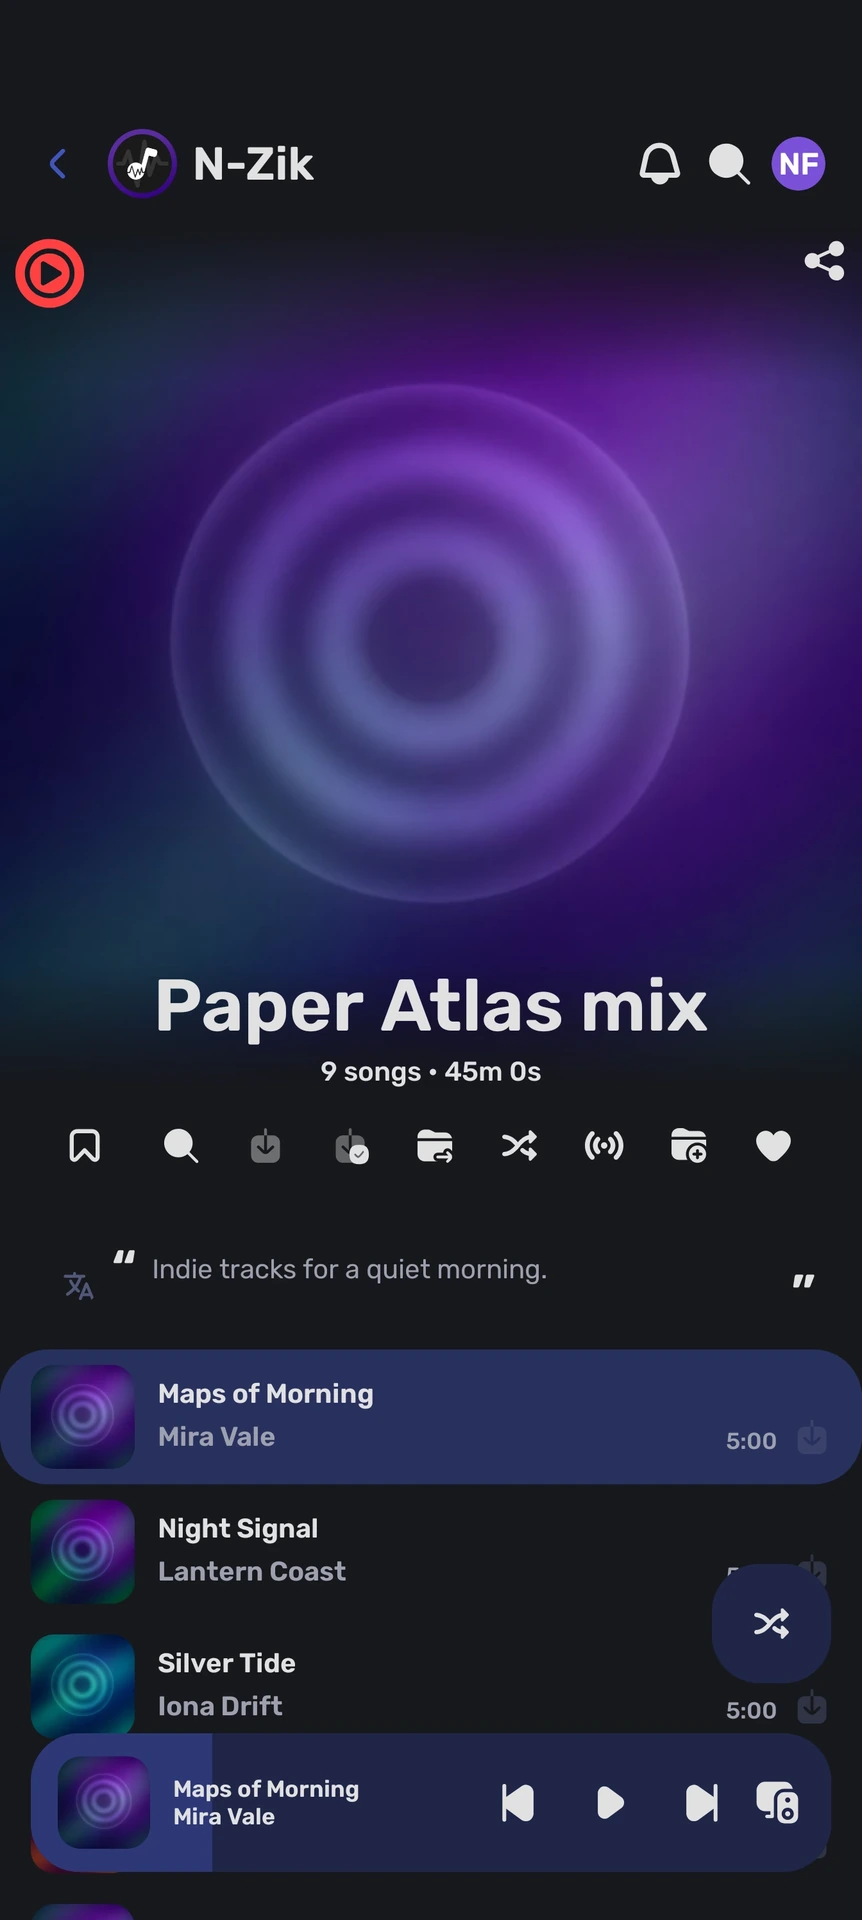 N-Zik
NF
Paper Atlas mix
9 songs • 45m 0s
“ Indie tracks for a quiet morning. ”
Maps of Morning
Mira Vale
5:00
Night Signal
Lantern Coast
Silver Tide
Iona Drift
5:00
Maps of Morning
Mira Vale